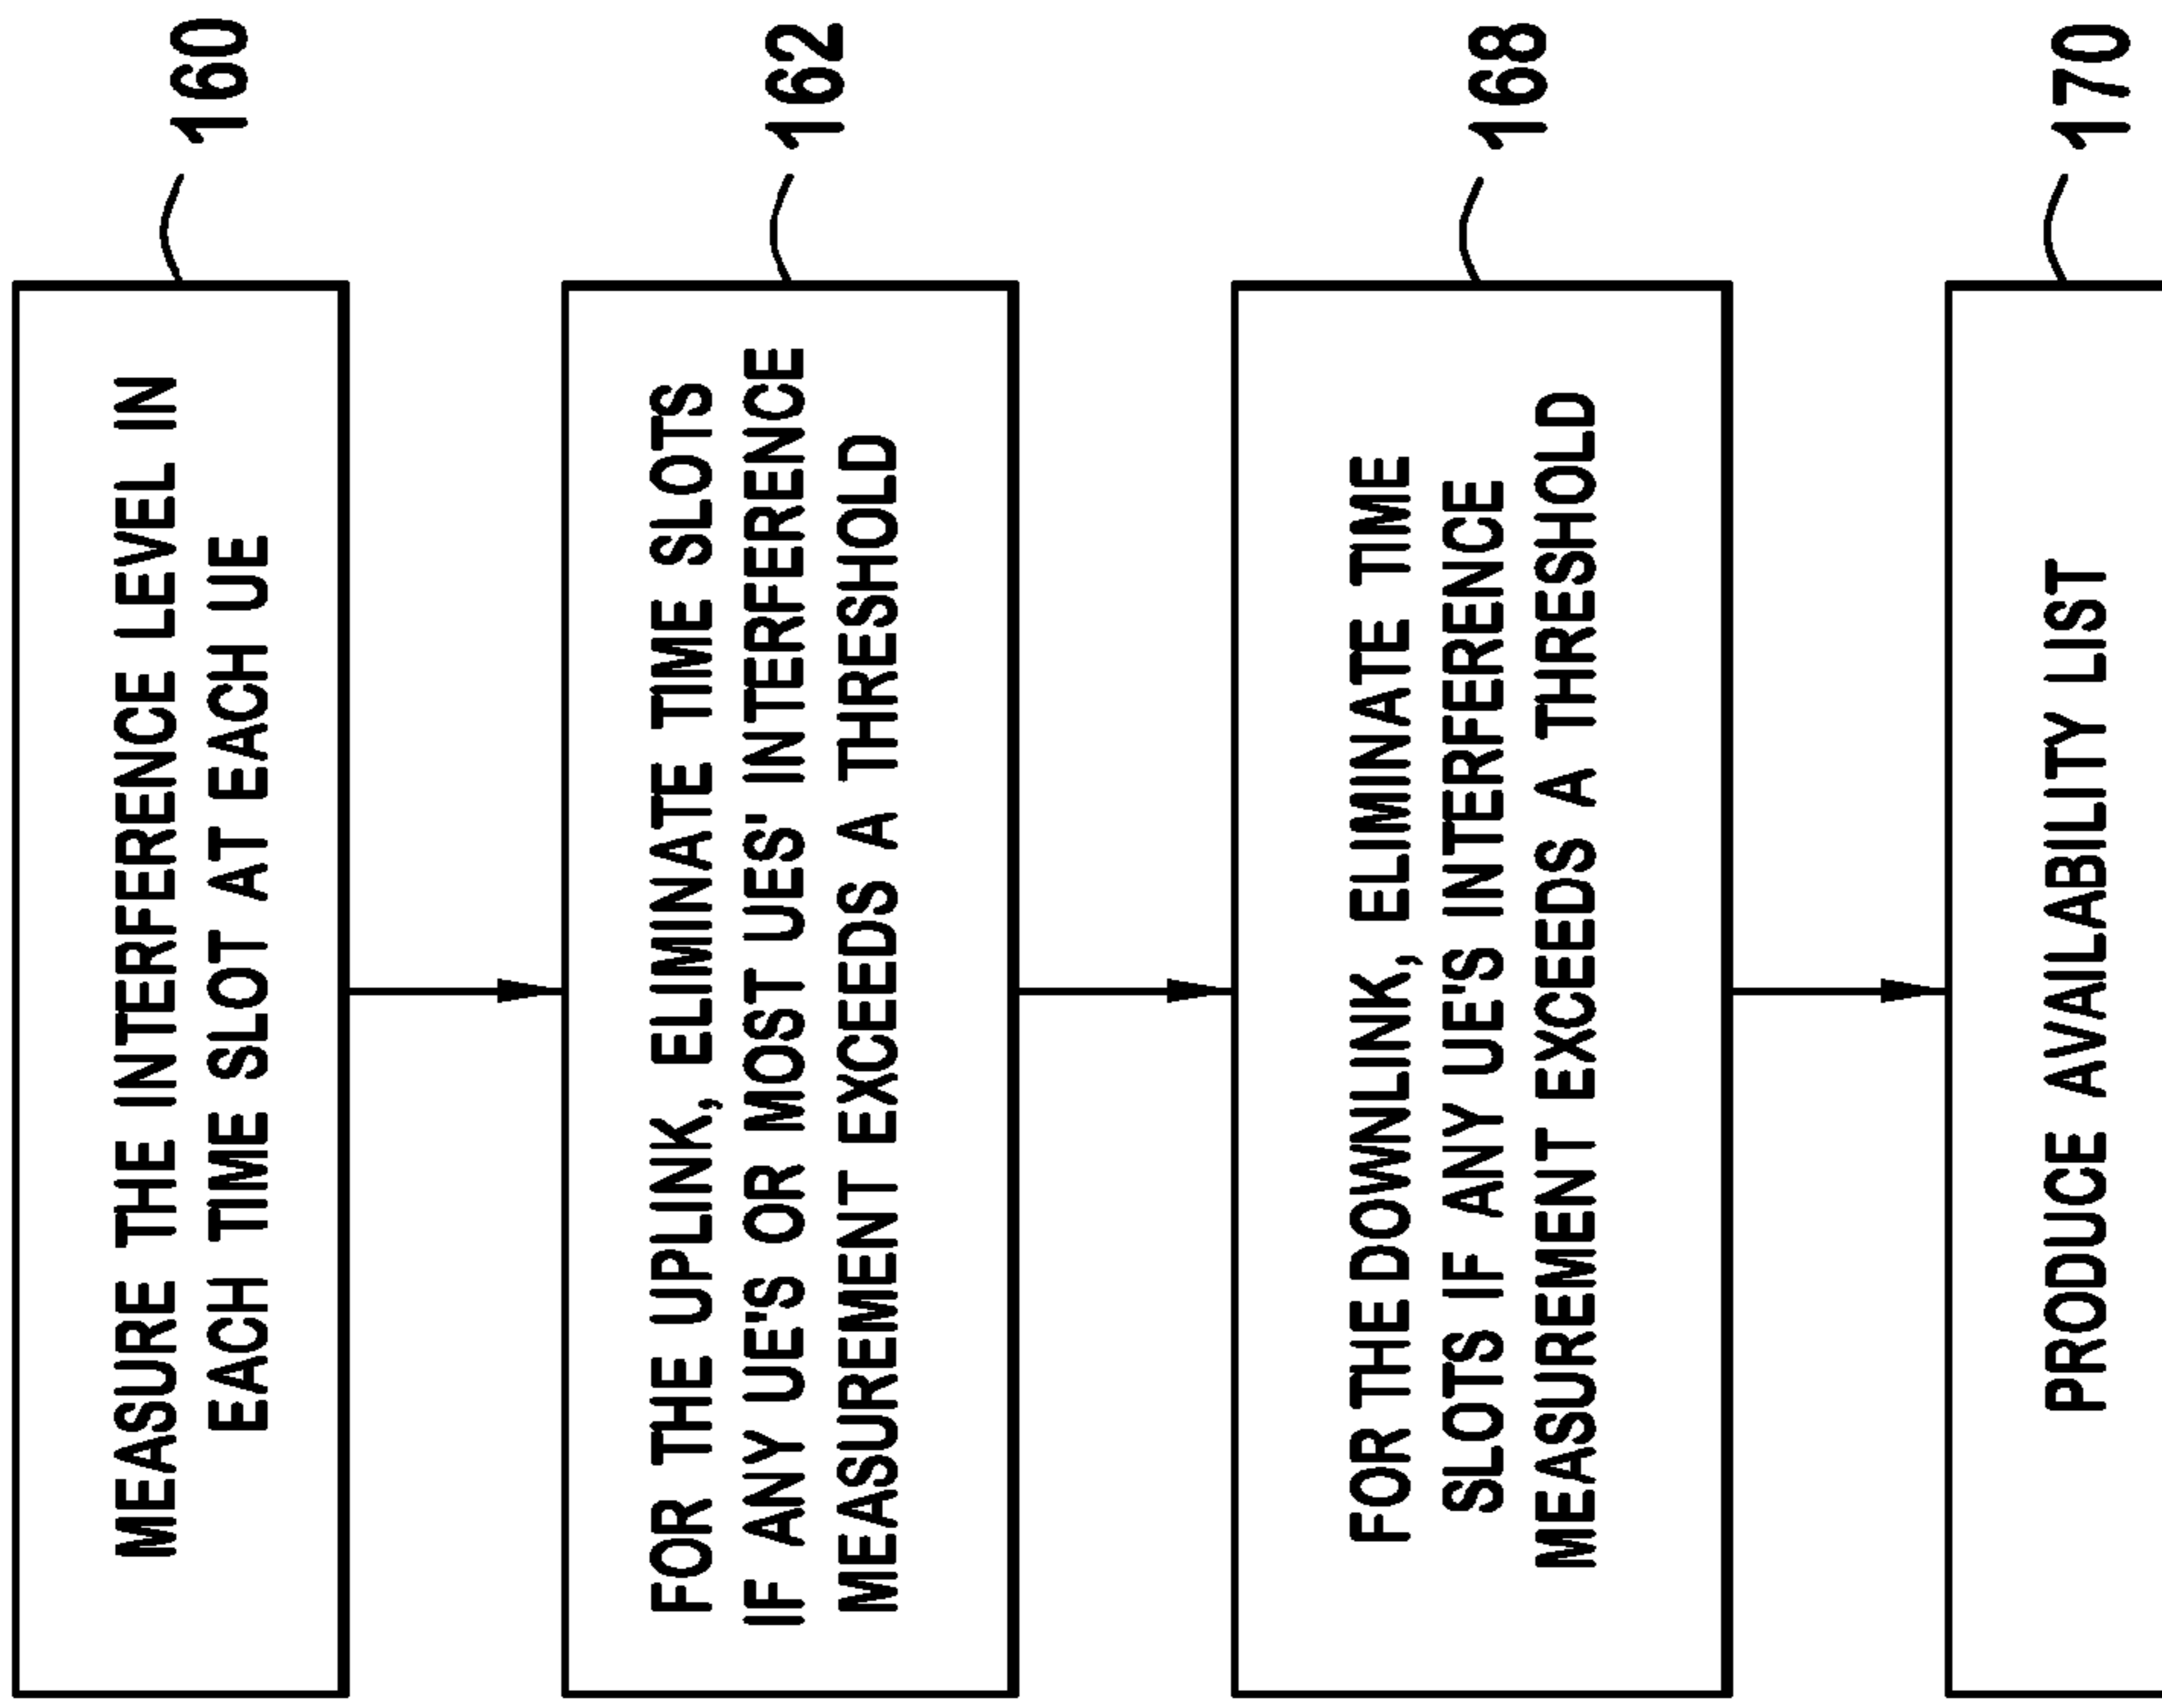 MEASURE THE INTERFERENCE LEVEL IN
EACH TIME SLOT AT EACH UE
160
FOR THE UPLINK, ELIMINATE TIME SLOTS
IF ANY UE'S OR MOST UES' INTERFERENCE
MEASUREMENT EXCEEDS A THRESHOLD
162
FOR THE DOWNLINK, ELIMINATE TIME
SLOTS IF ANY UE'S INTERFERENCE
MEASUREMENT EXCEEDS A THRESHOLD
168
PRODUCE AVAILABILITY LIST
170